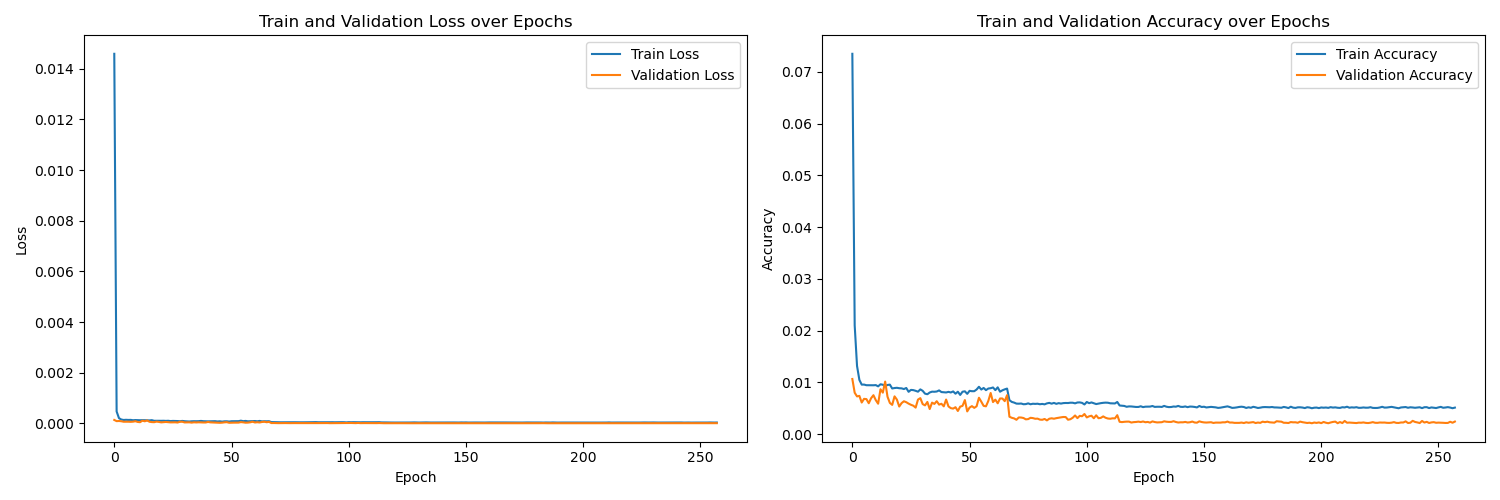 Train and Validation Loss over Epochs
Train Loss
Validation Loss
0.014
0.012
0.010
0.008
0.006
0.004
0.002
0.000
Loss
0
50
100
150
200
250
Epoch
Train and Validation Accuracy over Epochs
Train Accuracy
Validation Accuracy
0.07
0.06
0.05
0.04
0.03
0.02
0.01
0.00
Accuracy
0
50
100
150
200
250
Epoch